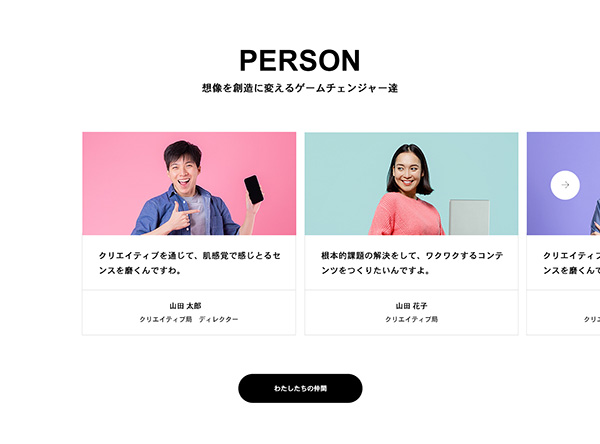 PERSON
想像を創造に変えるゲームチェンジャー達
クリエイティブを通じて、肌感覚で感じとるセ
ンスを磨くんですわ。
山田 太郎
クリエイティブ局　ディレクター
根本的課題の解決をして、ワクワクするコンテ
ンツをつくりたいんですよ。
山田 花子
クリエイティブ局
クリエイティブ
ンスを磨くんで
クリ
わたしたちの仲間